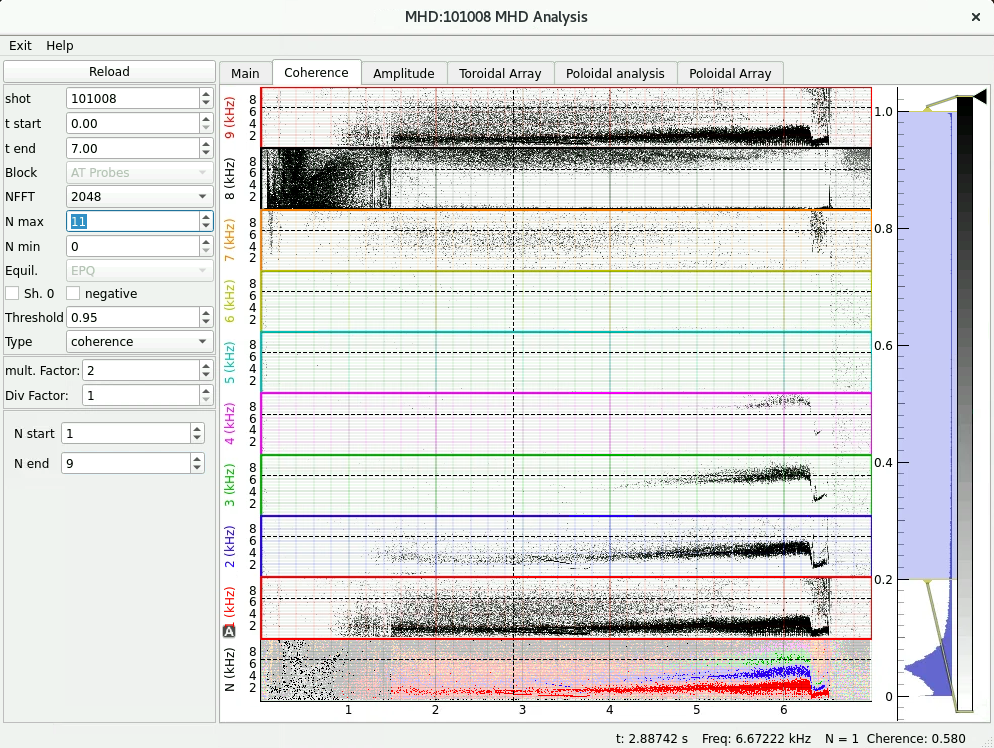 MHD:101008 MHD Analysis
Exit Help
Reload
shot 101008
t start 0.00
t end 7.00
Block AT Probes
NFFT 2048
N max 11
N min 0
Equil. EPQ
Sh. 0 negative
Threshold 0.95
Type coherence
mult. Factor: 2
Div Factor: 1
N start 1
N end 9
Main Coherence Amplitude Toroidal Array Poloidal analysis Poloidal Array
9 (kHz) 8 6 4 2
8 (kHz) 8 6 4 2
7 (kHz) 8 6 4 2
6 (kHz) 8 6 4 2
5 (kHz) 8 6 4 2
4 (kHz) 8 6 4 2
3 (kHz) 8 6 4 2
2 (kHz) 8 6 4 2
(kHz) 8 6 4 2
A
N (kHz) 8 6 4 2
1 2 3 4 5 6
1.0
0.8
0.6
0.4
0.2
0
t: 2.88742 s Freq: 6.67222 kHz N = 1 Cherence: 0.580